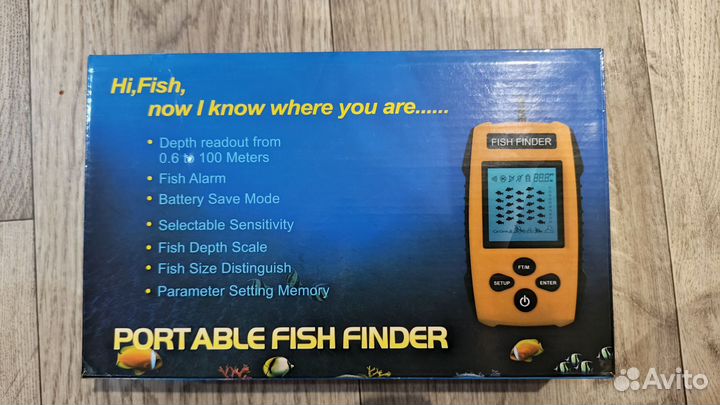 Hi,Fish,
now I know where you are......
• Depth readout from
0.6 to 100 Meters
• Fish Alarm
• Battery Save Mode
• Selectable Sensitivity
• Fish Depth Scale
• Fish Size Distinguish
• Parameter Setting Memory
PORTABLE FISH FINDER
FISH FINDER
FT/M
SETUP
ENTER
Avito